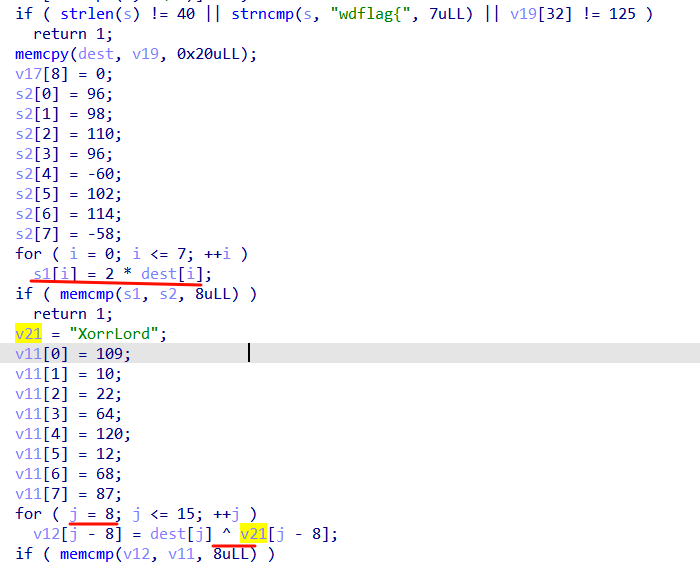 if ( strlen(s) != 40 || strncmp(s, "wdflag{", 7uLL) || v19[32] != 125 )
return 1;
memcpy(dest, v19, 0x20uLL);
v17[8] = 0;
s2[0] = 96;
s2[1] = 98;
s2[2] = 110;
s2[3] = 96;
s2[4] = -60;
s2[5] = 102;
s2[6] = 114;
s2[7] = -58;
for ( i = 0; i <= 7; ++i )
s1[i] = 2 * dest[i];
if ( memcmp(s1, s2, 8uLL) )
return 1;
v21 = "XorrLord";
v11[0] = 109;
v11[1] = 10;
v11[2] = 22;
v11[3] = 64;
v11[4] = 120;
v11[5] = 12;
v11[6] = 68;
v11[7] = 87;
for ( j = 8; j <= 15; ++j )
v12[j - 8] = dest[j] ^ v21[j - 8];
if ( memcmp(v12, v11, 8uLL) )